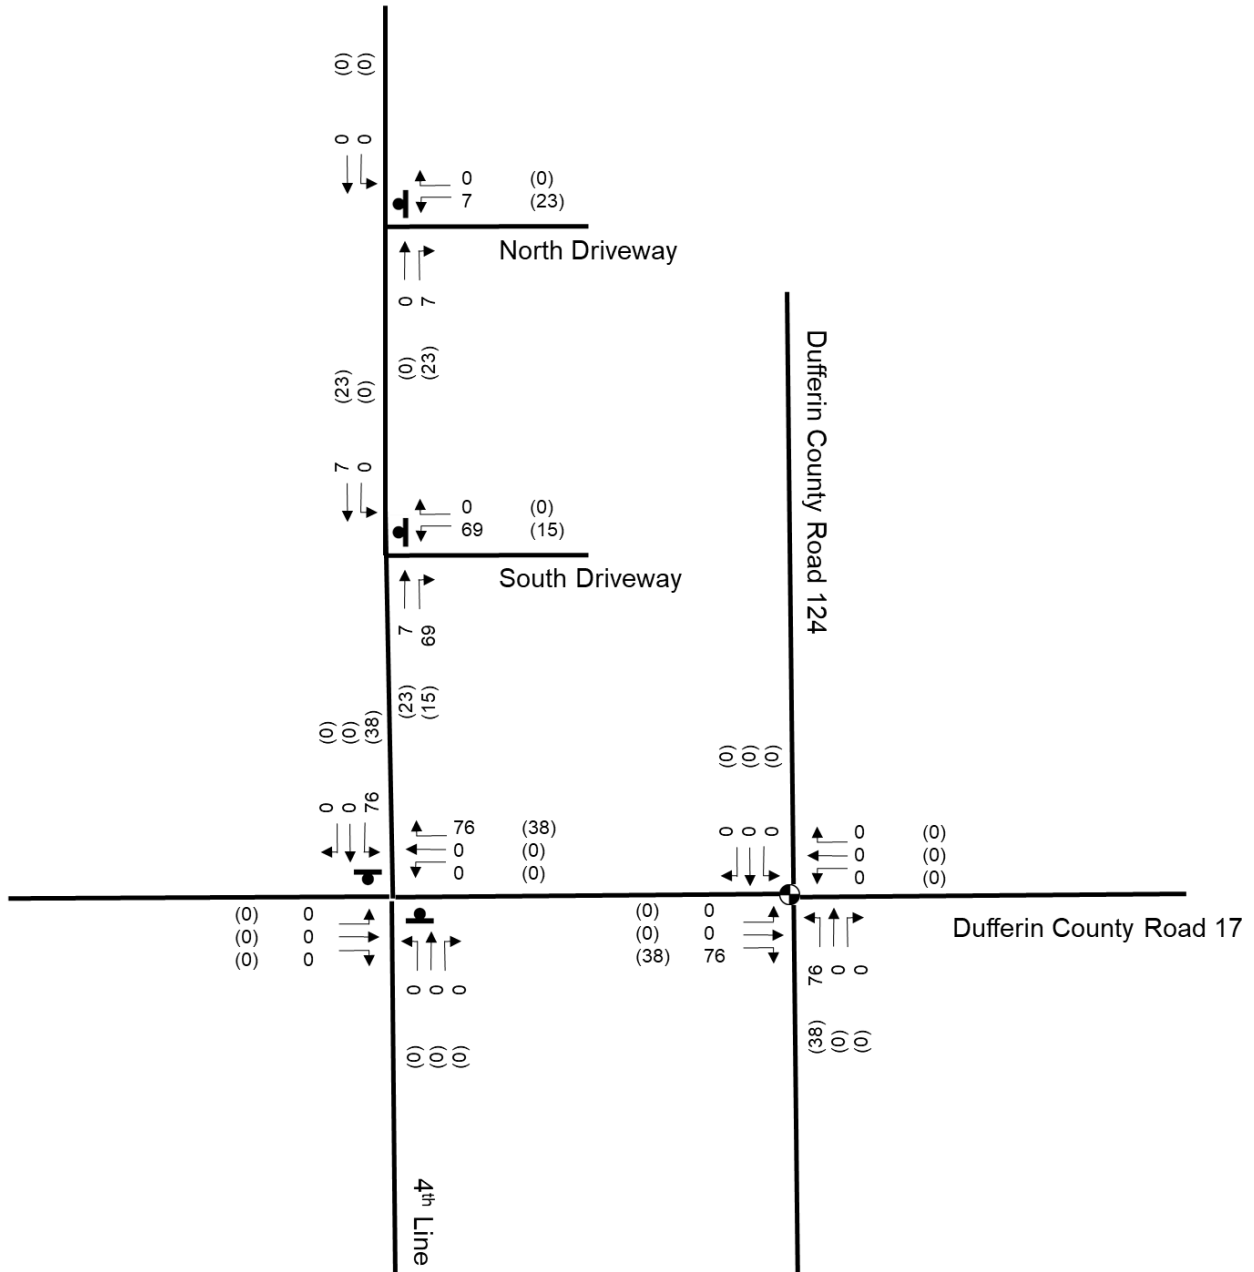 (0) (0)
0 0
0 (0)
7 (23)
North Driveway
0 7
(0) (23)
(23) (0)
7 0
0 (0)
69 (15)
South Driveway
7 69
(23) (15)
(0) (0) (38)
0 0 76
76 (38)
0 (0)
0 (0)
(0) 0
(0) 0
(0) 0
0 0 0
(0) (0) (0)
4th Line
Dufferin County Road 124
(0) (0) (0)
0 0 0
0 (0)
0 (0)
0 (0)
(0) 0
(0) 0
(38) 76
Dufferin County Road 17
76 0 0
(38) (0) (0)